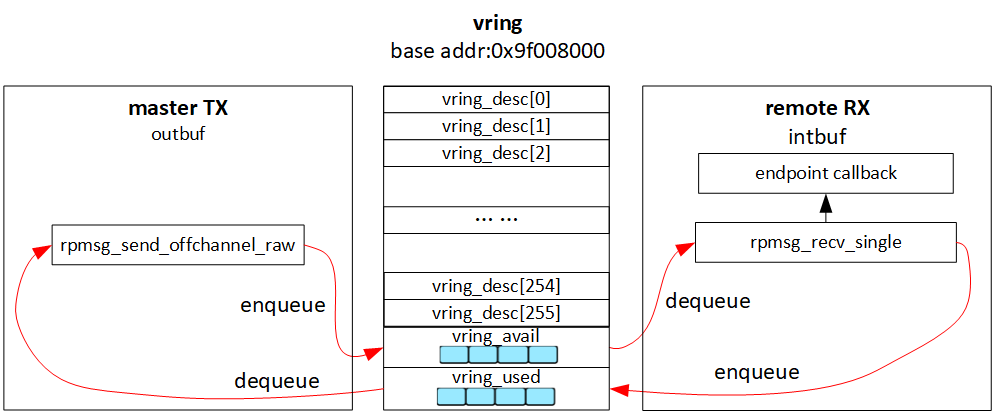 vring
base addr:0x9f008000
master TX
outbuf
rpmsg_send_offchannel_raw
enqueue
dequeue
vring_desc[0]
vring_desc[1]
vring_desc[2]
... ...
vring_desc[254]
vring_desc[255]
vring_avail
vring_used
remote RX
intbuf
endpoint callback
rpmsg_recv_single
dequeue
enqueue